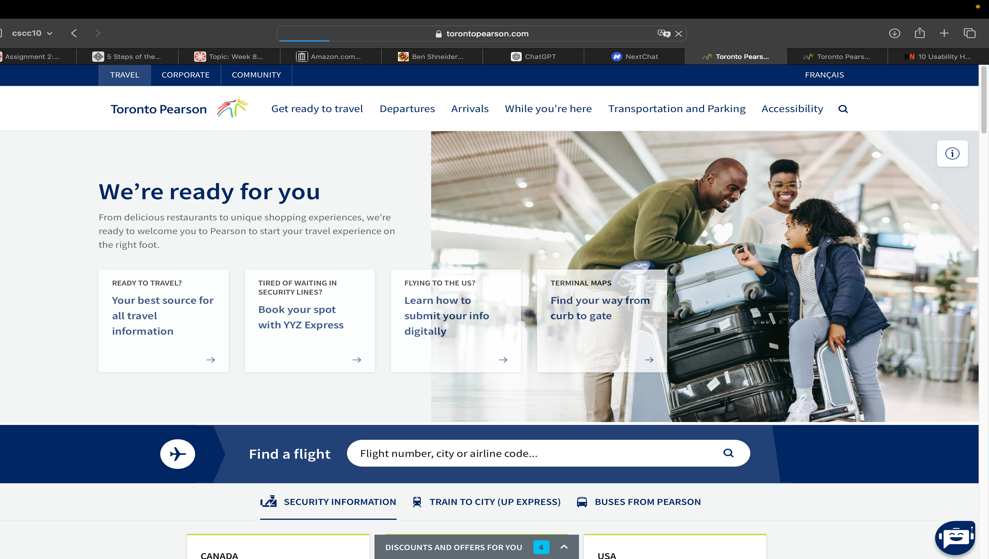 cscc10
torontopearson.com
Assignment 2:...
5 Steps of the...
Topic: Week 8...
Amazon.com...
Ben Shneider...
ChatGPT
NextChat
Toronto Pears...
Toronto Pears...
10 Usability H...
TRAVEL
CORPORATE
COMMUNITY
FRANÇAIS
Toronto Pearson
Get ready to travel
Departures
Arrivals
While you're here
Transportation and Parking
Accessibility
We're ready for you
From delicious restaurants to unique shopping experiences, we're
ready to welcome you to Pearson to start your travel experience on
the right foot.
READY TO TRAVEL?
Your best source for
all travel
information
TIRED OF WAITING IN
SECURITY LINES?
Book your spot
with YYZ Express
FLYING TO THE US?
Learn how to
submit your info
digitally
TERMINAL MAPS
Find your way from
curb to gate
Find a flight
Flight number, city or airline code...
SECURITY INFORMATION
TRAIN TO CITY (UP EXPRESS)
BUSES FROM PEARSON
CANADA
DISCOUNTS AND OFFERS FOR YOU
4
USA